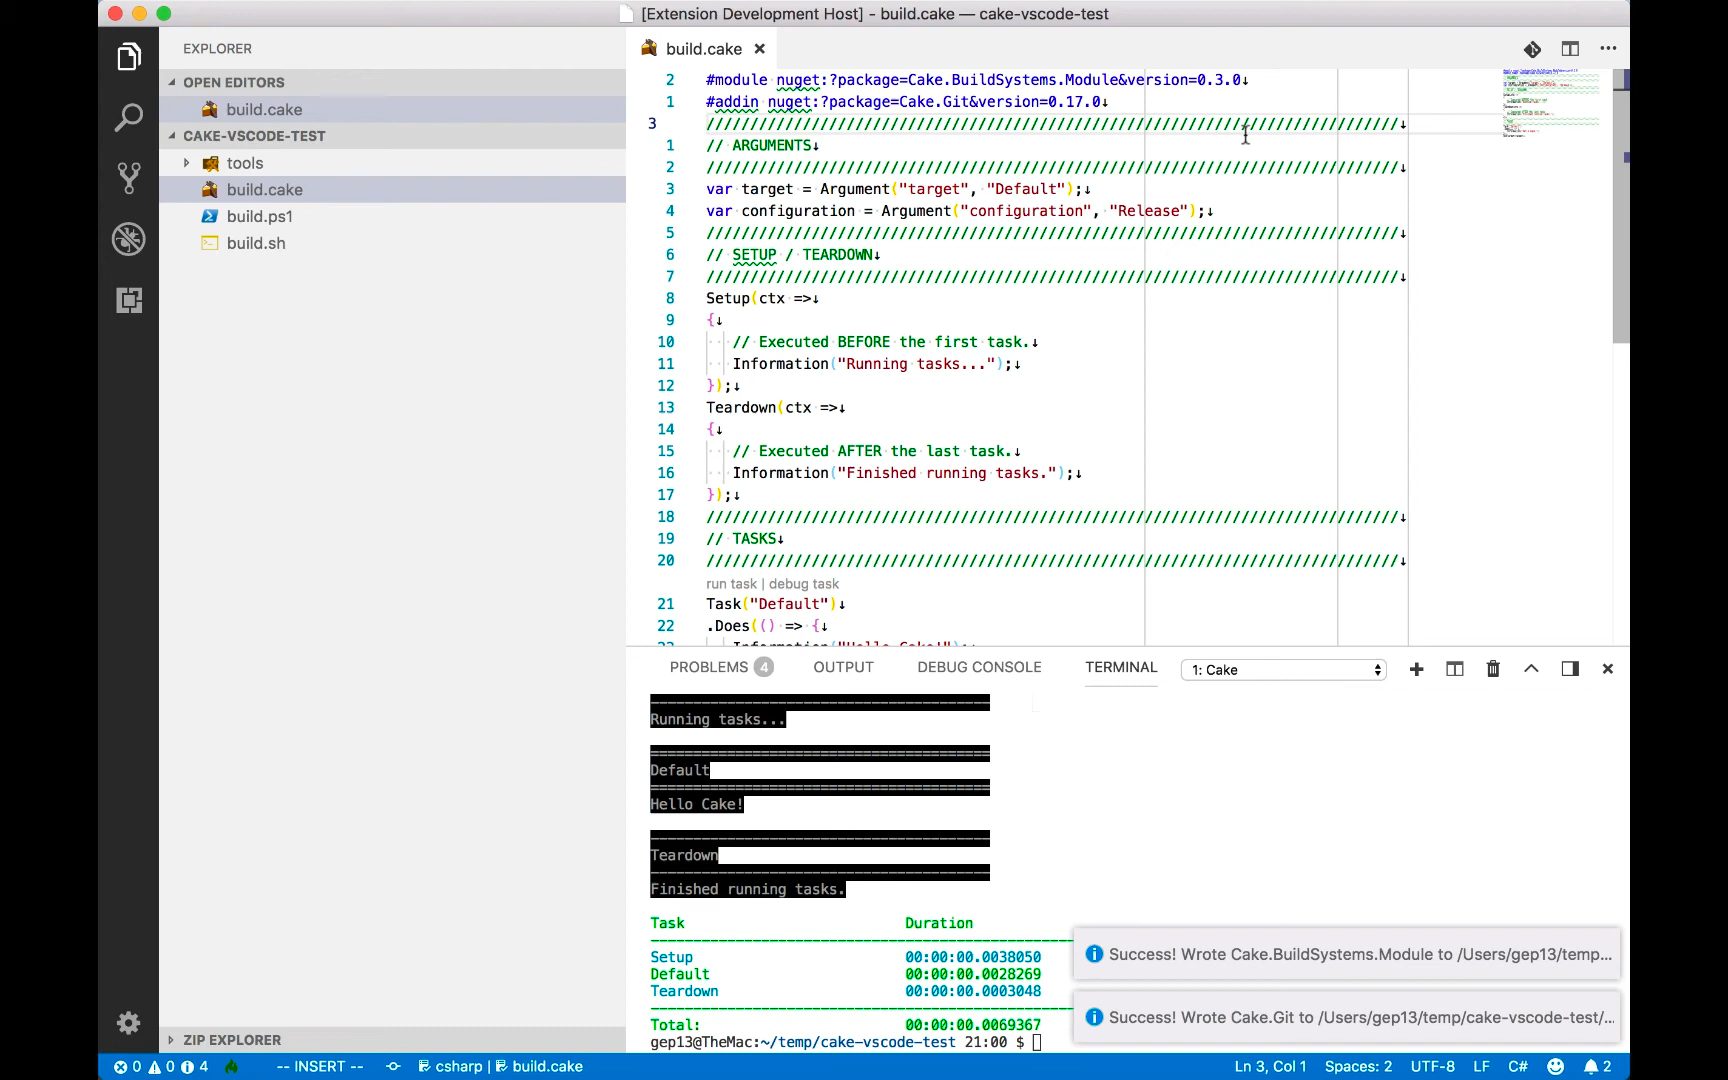 [Extension Development Host] - build.cake — cake-vscode-test
EXPLORER
OPEN EDITORS
build.cake
CAKE-VSCODE-TEST
tools
build.cake
build.ps1
build.sh
ZIP EXPLORER
build.cake
2 #module nuget:?package=Cake.BuildSystems.Module&version=0.3.0↓
1 #addin nuget:?package=Cake.Git&version=0.17.0↓
3 ///////////////////////////////////////////////////////////////////////////////↓
1 // ARGUMENTS↓
2 ///////////////////////////////////////////////////////////////////////////////↓
3 var target = Argument("target", "Default");↓
4 var configuration = Argument("configuration", "Release");↓
5 ///////////////////////////////////////////////////////////////////////////////↓
6 // SETUP / TEARDOWN↓
7 ///////////////////////////////////////////////////////////////////////////////↓
8 Setup(ctx =>↓
9 {↓
10 // Executed BEFORE the first task.↓
11 Information("Running tasks...");↓
12 });↓
13 Teardown(ctx =>↓
14 {↓
15 // Executed AFTER the last task.↓
16 Information("Finished running tasks.");↓
17 });↓
18 ///////////////////////////////////////////////////////////////////////////////↓
19 // TASKS↓
20 ///////////////////////////////////////////////////////////////////////////////↓
run task | debug task
21 Task("Default")↓
22 .Does(() => {↓
PROBLEMS 4 OUTPUT DEBUG CONSOLE TERMINAL 1: Cake
========================================
Running tasks...
========================================
Default
========================================
Hello Cake!
----------------------------------------
Teardown
----------------------------------------
Finished running tasks.
Task Duration
Setup 00:00:00.0038050
Default 00:00:00.0028269
Teardown 00:00:00.0003048
Total: 00:00:00.0069367
gep13@TheMac:~/temp/cake-vscode-test 21:00 $
Success! Wrote Cake.BuildSystems.Module to /Users/gep13/temp...
Success! Wrote Cake.Git to /Users/gep13/temp/cake-vscode-test/...
0 0 4 -- INSERT -- csharp | build.cake Ln 3, Col 1 Spaces: 2 UTF-8 LF C# 2